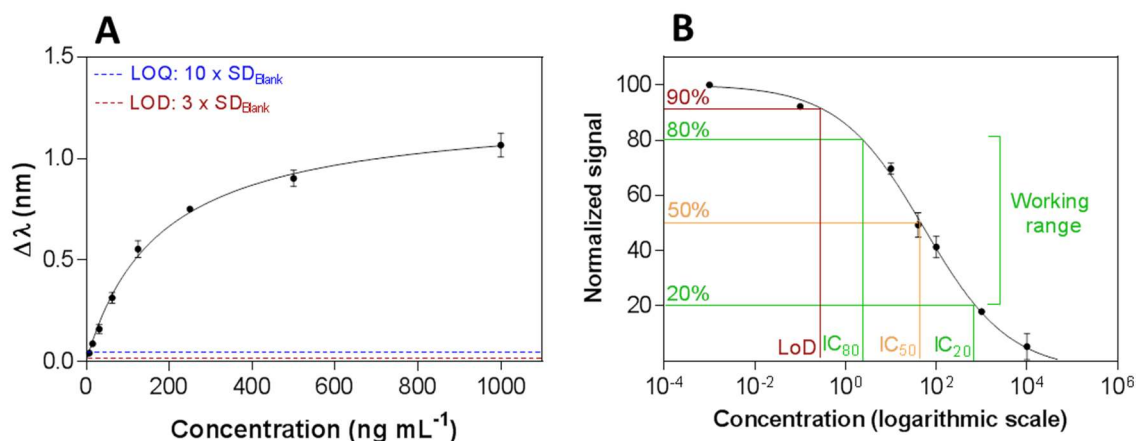 A
1.5
1.0
0.5
0.0
Δλ (nm)
LOQ: 10 x SD_Blank
LOD: 3 x SD_Blank
0
200
400
600
800
1000
Concentration (ng mL⁻¹)
B
100
80
60
40
20
Normalized signal
90%
80%
50%
20%
Working
range
LoD
IC₈₀
IC₅₀
IC₂₀
10⁻⁴
10⁻²
10⁰
10²
10⁴
10⁶
Concentration (logarithmic scale)